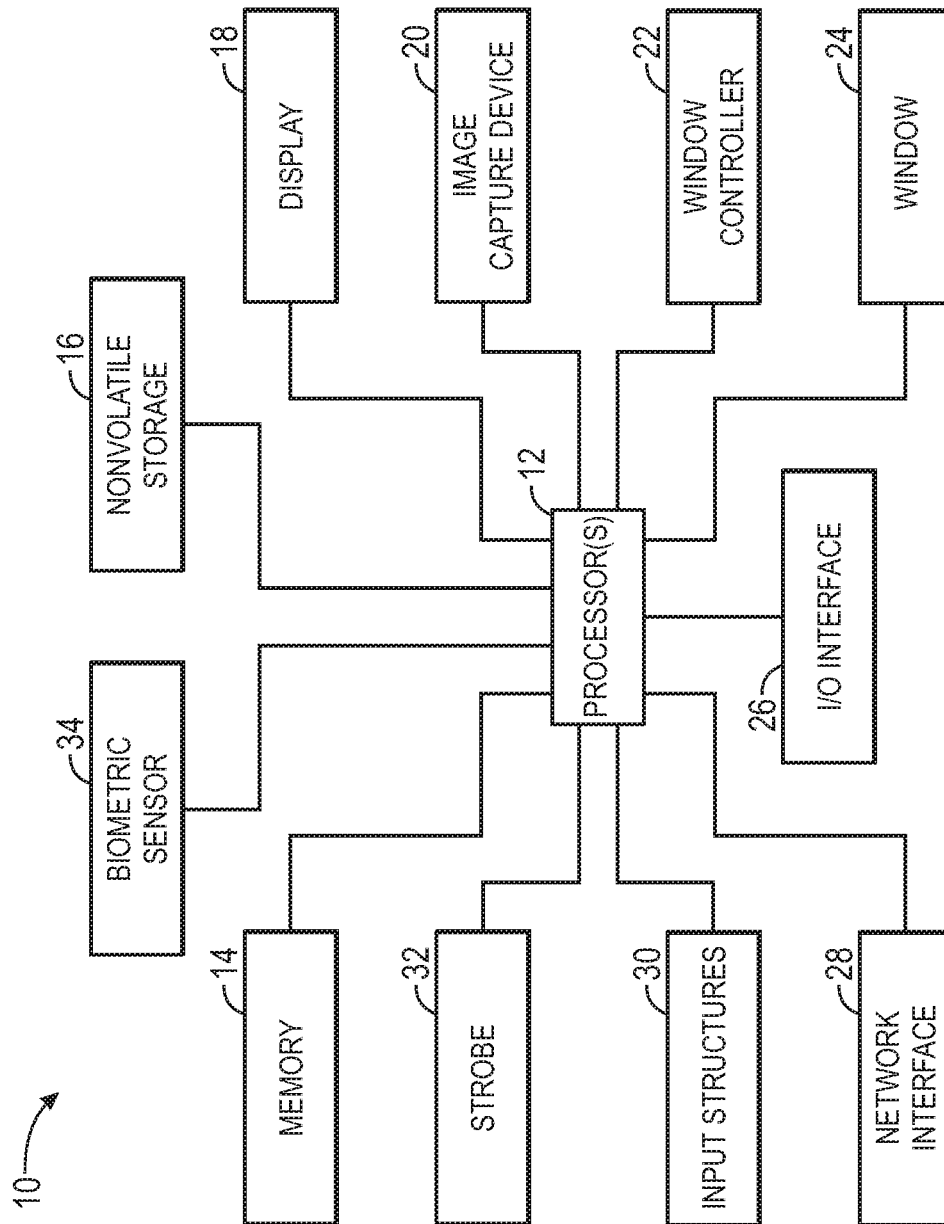 10
34
BIOMETRIC
SENSOR
16
NONVOLATILE
STORAGE
14
MEMORY
18
DISPLAY
32
STROBE
20
IMAGE
CAPTURE DEVICE
12
PROCESSOR(S)
30
INPUT STRUCTURES
22
WINDOW
CONTROLLER
28
NETWORK
INTERFACE
26
I/O INTERFACE
24
WINDOW